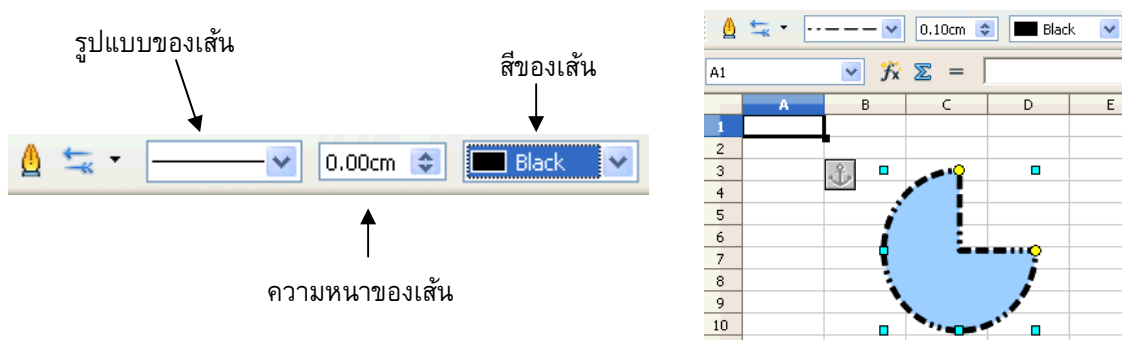 รูปแบบของเส้น
สีของเส้น
0.00cm Black
ความหนาของเส้น
0.10cm Black
A1 fx Σ =
A B C D E
1
2
3
4
5
6
7
8
9
10